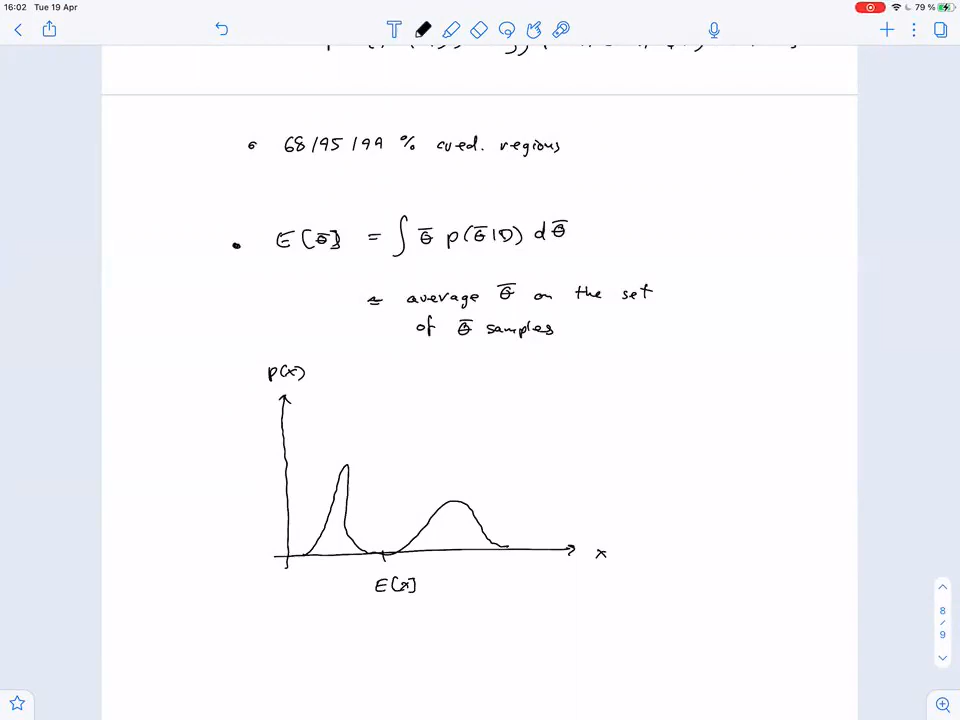 16:02 Tue 19 Apr
79 %
• 68/95/99 % cred. regions
• E[θ̄] = ∫ θ̄ p(θ̄|D) dθ̄
≈ average θ̄ on the set
of θ̄ samples
p(x)
x
E[x]
8
/
9